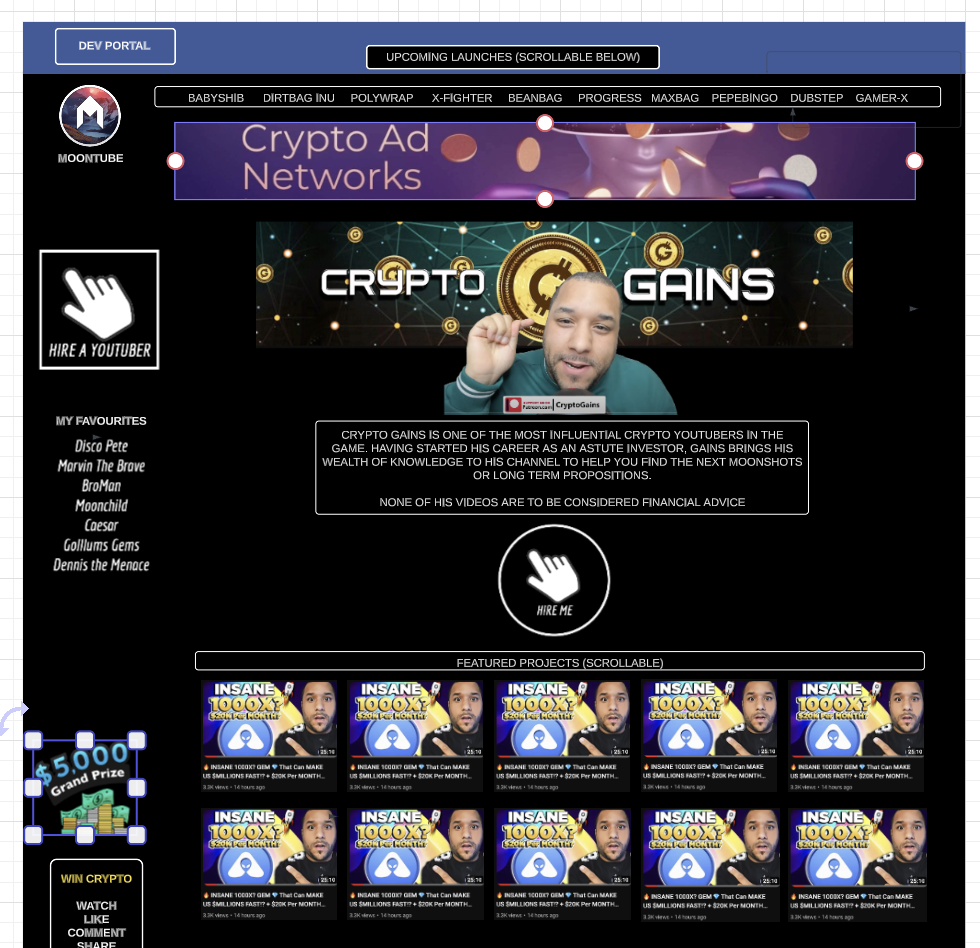 DEV PORTAL
UPCOMING LAUNCHES (SCROLLABLE BELOW)
BABYSHIB DIRTBAG INU POLYWRAP X-FIGHTER BEANBAG PROGRESS MAXBAG PEPEBINGO DUBSTEP GAMER-X
MOONTUBE
Crypto Ad
Networks
CRYPTO GAINS
HIRE A YOUTUBER
Patreon.com CryptoGains
MY FAVOURITES
Disco Pete
Marvin The Brave
BroMan
Moonchild
Caesar
Golllums Gems
Dennis the Menace
CRYPTO GAINS IS ONE OF THE MOST INFLUENTIAL CRYPTO YOUTUBERS IN THE
GAME. HAVING STARTED HIS CAREER AS AN ASTUTE INVESTOR, GAINS BRINGS HIS
WEALTH OF KNOWLEDGE TO HIS CHANNEL TO HELP YOU FIND THE NEXT MOONSHOTS
OR LONG TERM PROPOSITIONS.
NONE OF HIS VIDEOS ARE TO BE CONSIDERED FINANCIAL ADVICE
HIRE ME
FEATURED PROJECTS (SCROLLABLE)
INSANE INSANE INSANE INSANE INSANE
1000X? 1000X? 1000X? 1000X? 1000X?
$20K Per MONTH? $20K Per MONTH? $20K Per MONTH? $20K Per MONTH? $20K Per MONTH?
25:10 25:10 25:10 25:10 25:10
🔥 INSANE 1000X? GEM 💎 That Can MAKE 🔥 INSANE 1000X? GEM 💎 That Can MAKE 🔥 INSANE 1000X? GEM 💎 That Can MAKE 🔥 INSANE 1000X? GEM 💎 That Can MAKE 🔥 INSANE 1000X? GEM 💎 That Can MAKE
US $MILLIONS FAST!? + $20K Per MONTH... US $MILLIONS FAST!? + $20K Per MONTH... US $MILLIONS FAST!? + $20K Per MONTH... US $MILLIONS FAST!? + $20K Per MONTH... US $MILLIONS FAST!? + $20K Per MONTH...
3.3K views • 14 hours ago 3.3K views • 14 hours ago 3.3K views • 14 hours ago 3.3K views • 14 hours ago 3.3K views • 14 hours ago
INSANE INSANE INSANE INSANE INSANE
1000X? 1000X? 1000X? 1000X? 1000X?
$20K Per MONTH? $20K Per MONTH? $20K Per MONTH? $20K Per MONTH? $20K Per MONTH?
25:10 25:10 25:10 25:10 25:10
🔥 INSANE 1000X? GEM 💎 That Can MAKE 🔥 INSANE 1000X? GEM 💎 That Can MAKE 🔥 INSANE 1000X? GEM 💎 That Can MAKE 🔥 INSANE 1000X? GEM 💎 That Can MAKE 🔥 INSANE 1000X? GEM 💎 That Can MAKE
US $MILLIONS FAST!? + $20K Per MONTH... US $MILLIONS FAST!? + $20K Per MONTH... US $MILLIONS FAST!? + $20K Per MONTH... US $MILLIONS FAST!? + $20K Per MONTH... US $MILLIONS FAST!? + $20K Per MONTH...
3.3K views • 14 hours ago 3.3K views • 14 hours ago 3.3K views • 14 hours ago 3.3K views • 14 hours ago 3.3K views • 14 hours ago
$5,000
Grand Prize
WIN CRYPTO
WATCH
LIKE
COMMENT
SHARE